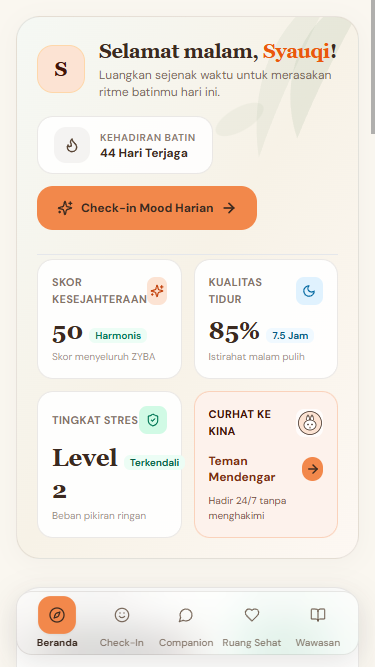 S
Selamat malam, Syauqi!
Luangkan sejenak waktu untuk merasakan
ritme batinmu hari ini.
KEHADIRAN BATIN
44 Hari Terjaga
Check-in Mood Harian
SKOR
KESEJAHTERAAN
50 Harmonis
Skor menyeluruh ZYBA
KUALITAS
TIDUR
85% 7.5 Jam
Istirahat malam pulih
TINGKAT STRES
Level
2
Terkendali
Beban pikiran ringan
CURHAT KE
KINA
Teman
Mendengar
Hadir 24/7 tanpa
menghakimi
Beranda
Check-In
Companion
Ruang Sehat
Wawasan